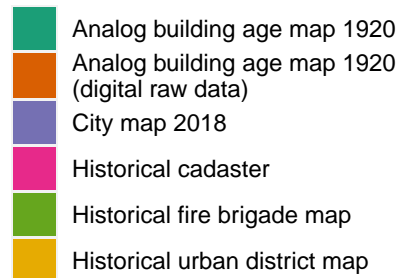 Analog building age map 1920
Analog building age map 1920
(digital raw data)
City map 2018
Historical cadaster
Historical fire brigade map
Historical urban district map